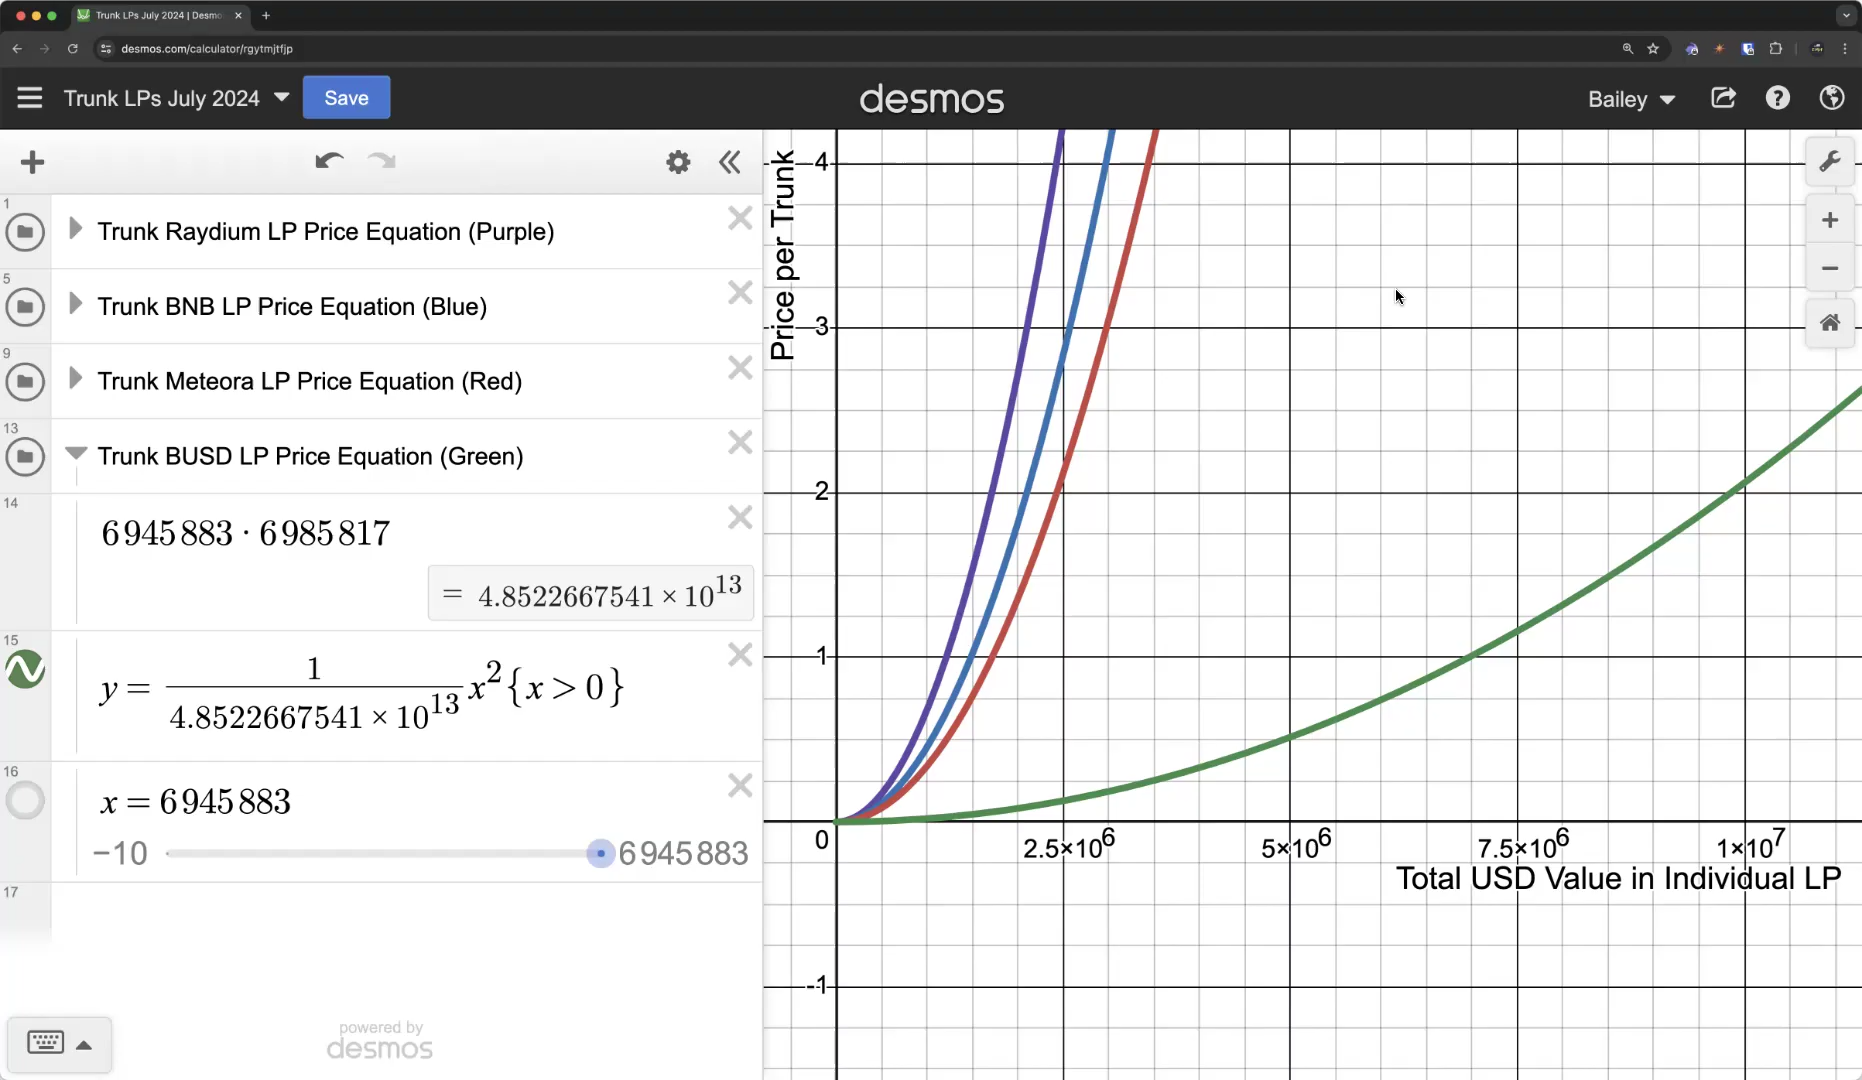 Trunk LPs July 2024 | Desmo
desmos.com/calculator/rgytmjtfjp
Trunk LPs July 2024
Save
desmos
Bailey
1
Trunk Raydium LP Price Equation (Purple)
5
Trunk BNB LP Price Equation (Blue)
9
Trunk Meteora LP Price Equation (Red)
13
Trunk BUSD LP Price Equation (Green)
14
6945883 · 6985817
= 4.8522667541 × 10^13
15
y = 1/(4.8522667541 × 10^13) x^2 {x > 0}
16
x = 6945883
−10
6945883
17
powered by
desmos
Price per Trunk
4
3
2
1
0
2.5×10^6
5×10^6
7.5×10^6
1×10^7
Total USD Value in Individual LP
-1